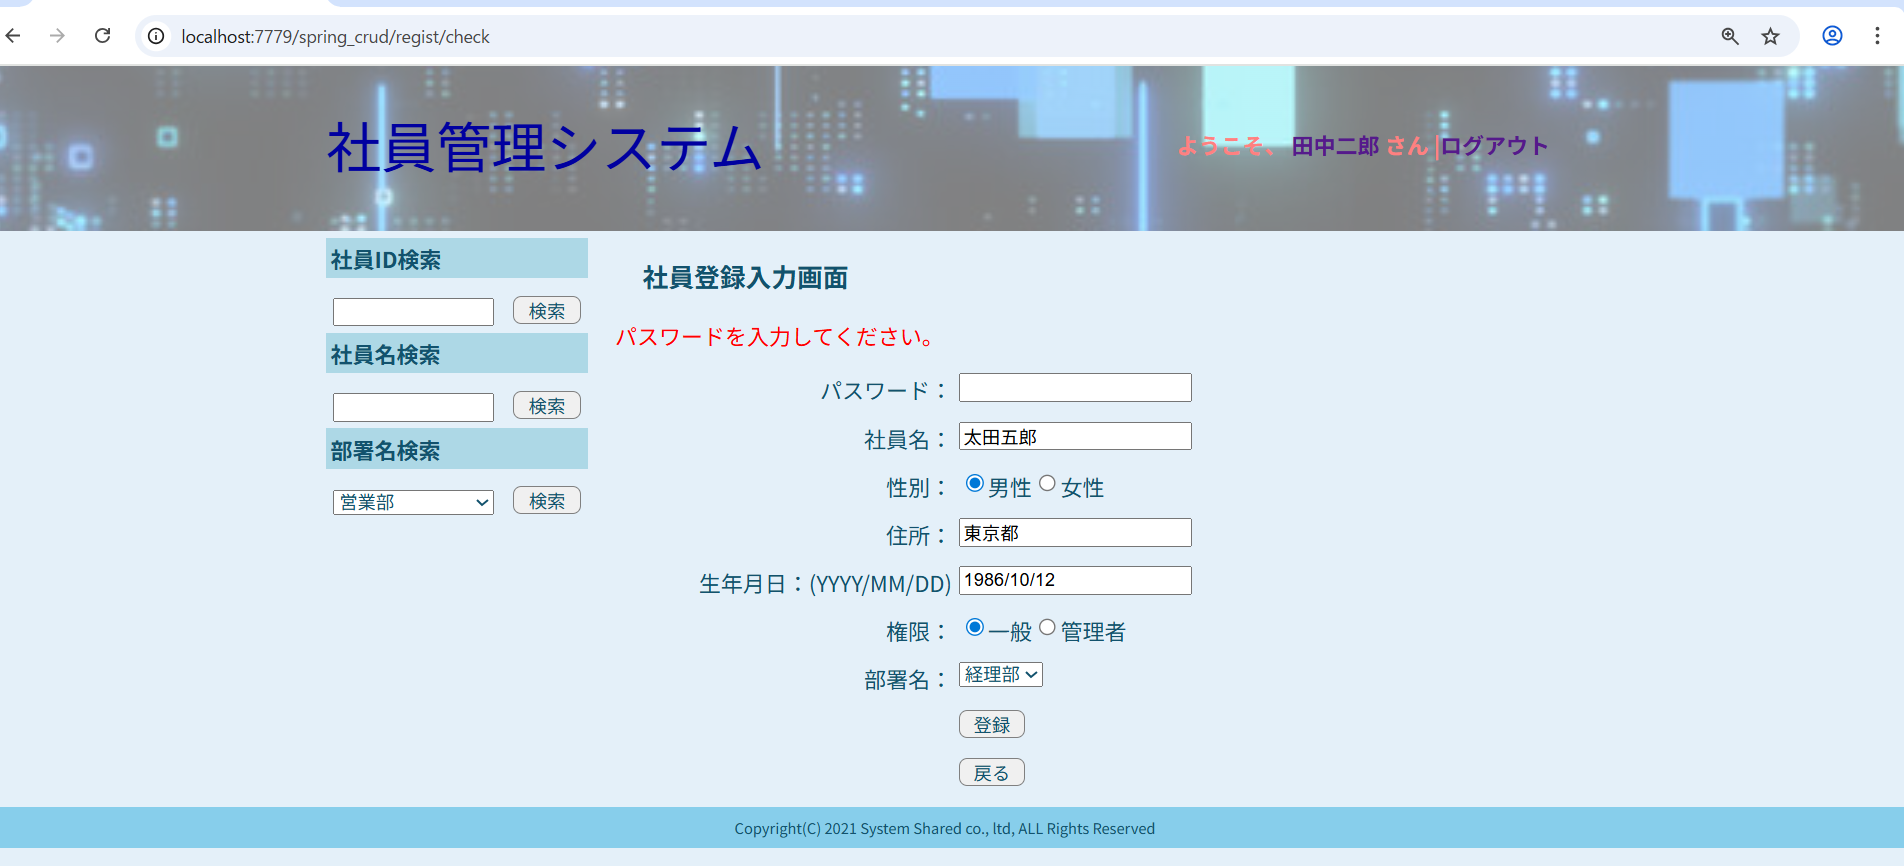 localhost:7779/spring_crud/regist/check
社員管理システム
ようこそ、 田中二郎 さん |ログアウト
社員ID検索
検索
社員名検索
検索
部署名検索
営業部
検索
社員登録入力画面
パスワードを入力してください。
パスワード：
社員名： 太田五郎
性別： 男性 女性
住所： 東京都
生年月日：(YYYY/MM/DD) 1986/10/12
権限： 一般 管理者
部署名： 経理部
登録
戻る
Copyright(C) 2021 System Shared co., ltd, ALL Rights Reserved